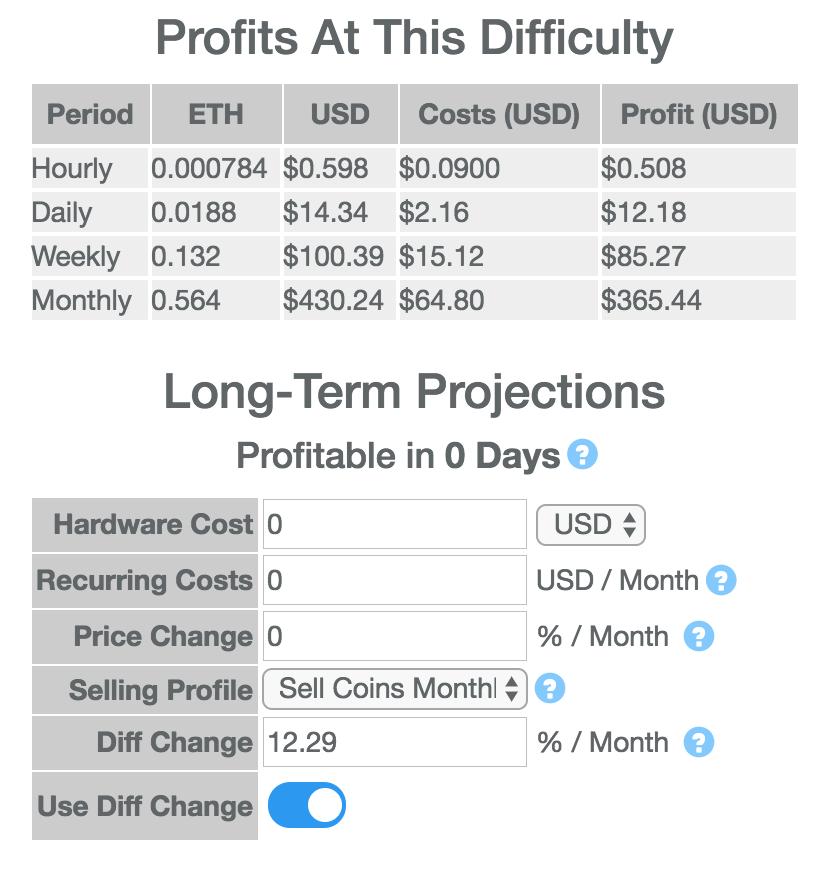 Profits At This Difficulty
Period ETH USD Costs (USD) Profit (USD)
Hourly 0.000784 $0.598 $0.0900 $0.508
Daily 0.0188 $14.34 $2.16 $12.18
Weekly 0.132 $100.39 $15.12 $85.27
Monthly 0.564 $430.24 $64.80 $365.44
Long-Term Projections
Profitable in 0 Days ?
Hardware Cost 0 USD
Recurring Costs 0 USD / Month ?
Price Change 0 % / Month ?
Selling Profile Sell Coins Monthl ?
Diff Change 12.29 % / Month ?
Use Diff Change